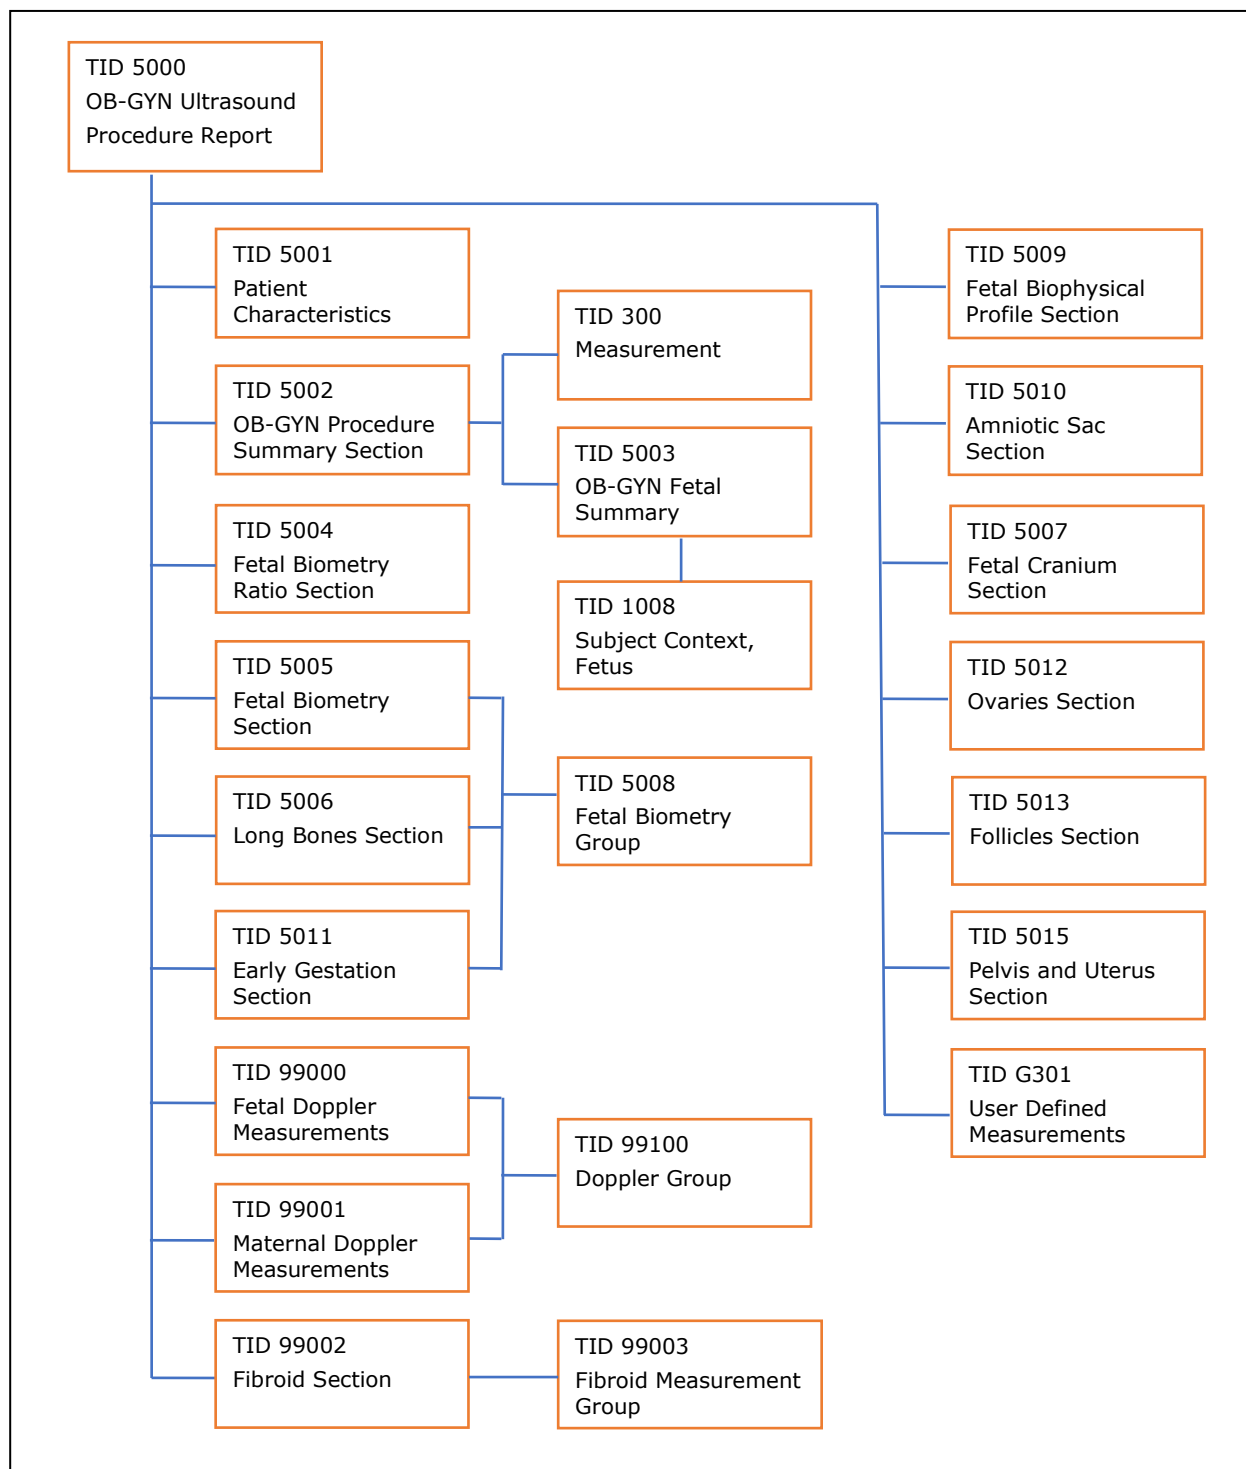 TID 5000
OB-GYN Ultrasound
Procedure Report
TID 5001
Patient
Characteristics
TID 5002
OB-GYN Procedure
Summary Section
TID 5004
Fetal Biometry
Ratio Section
TID 5005
Fetal Biometry
Section
TID 5006
Long Bones Section
TID 5011
Early Gestation
Section
TID 99000
Fetal Doppler
Measurements
TID 99001
Maternal Doppler
Measurements
TID 99002
Fibroid Section
TID 300
Measurement
TID 5003
OB-GYN Fetal
Summary
TID 1008
Subject Context,
Fetus
TID 5008
Fetal Biometry
Group
TID 99100
Doppler Group
TID 99003
Fibroid Measurement
Group
TID 5009
Fetal Biophysical
Profile Section
TID 5010
Amniotic Sac
Section
TID 5007
Fetal Cranium
Section
TID 5012
Ovaries Section
TID 5013
Follicles Section
TID 5015
Pelvis and Uterus
Section
TID G301
User Defined
Measurements